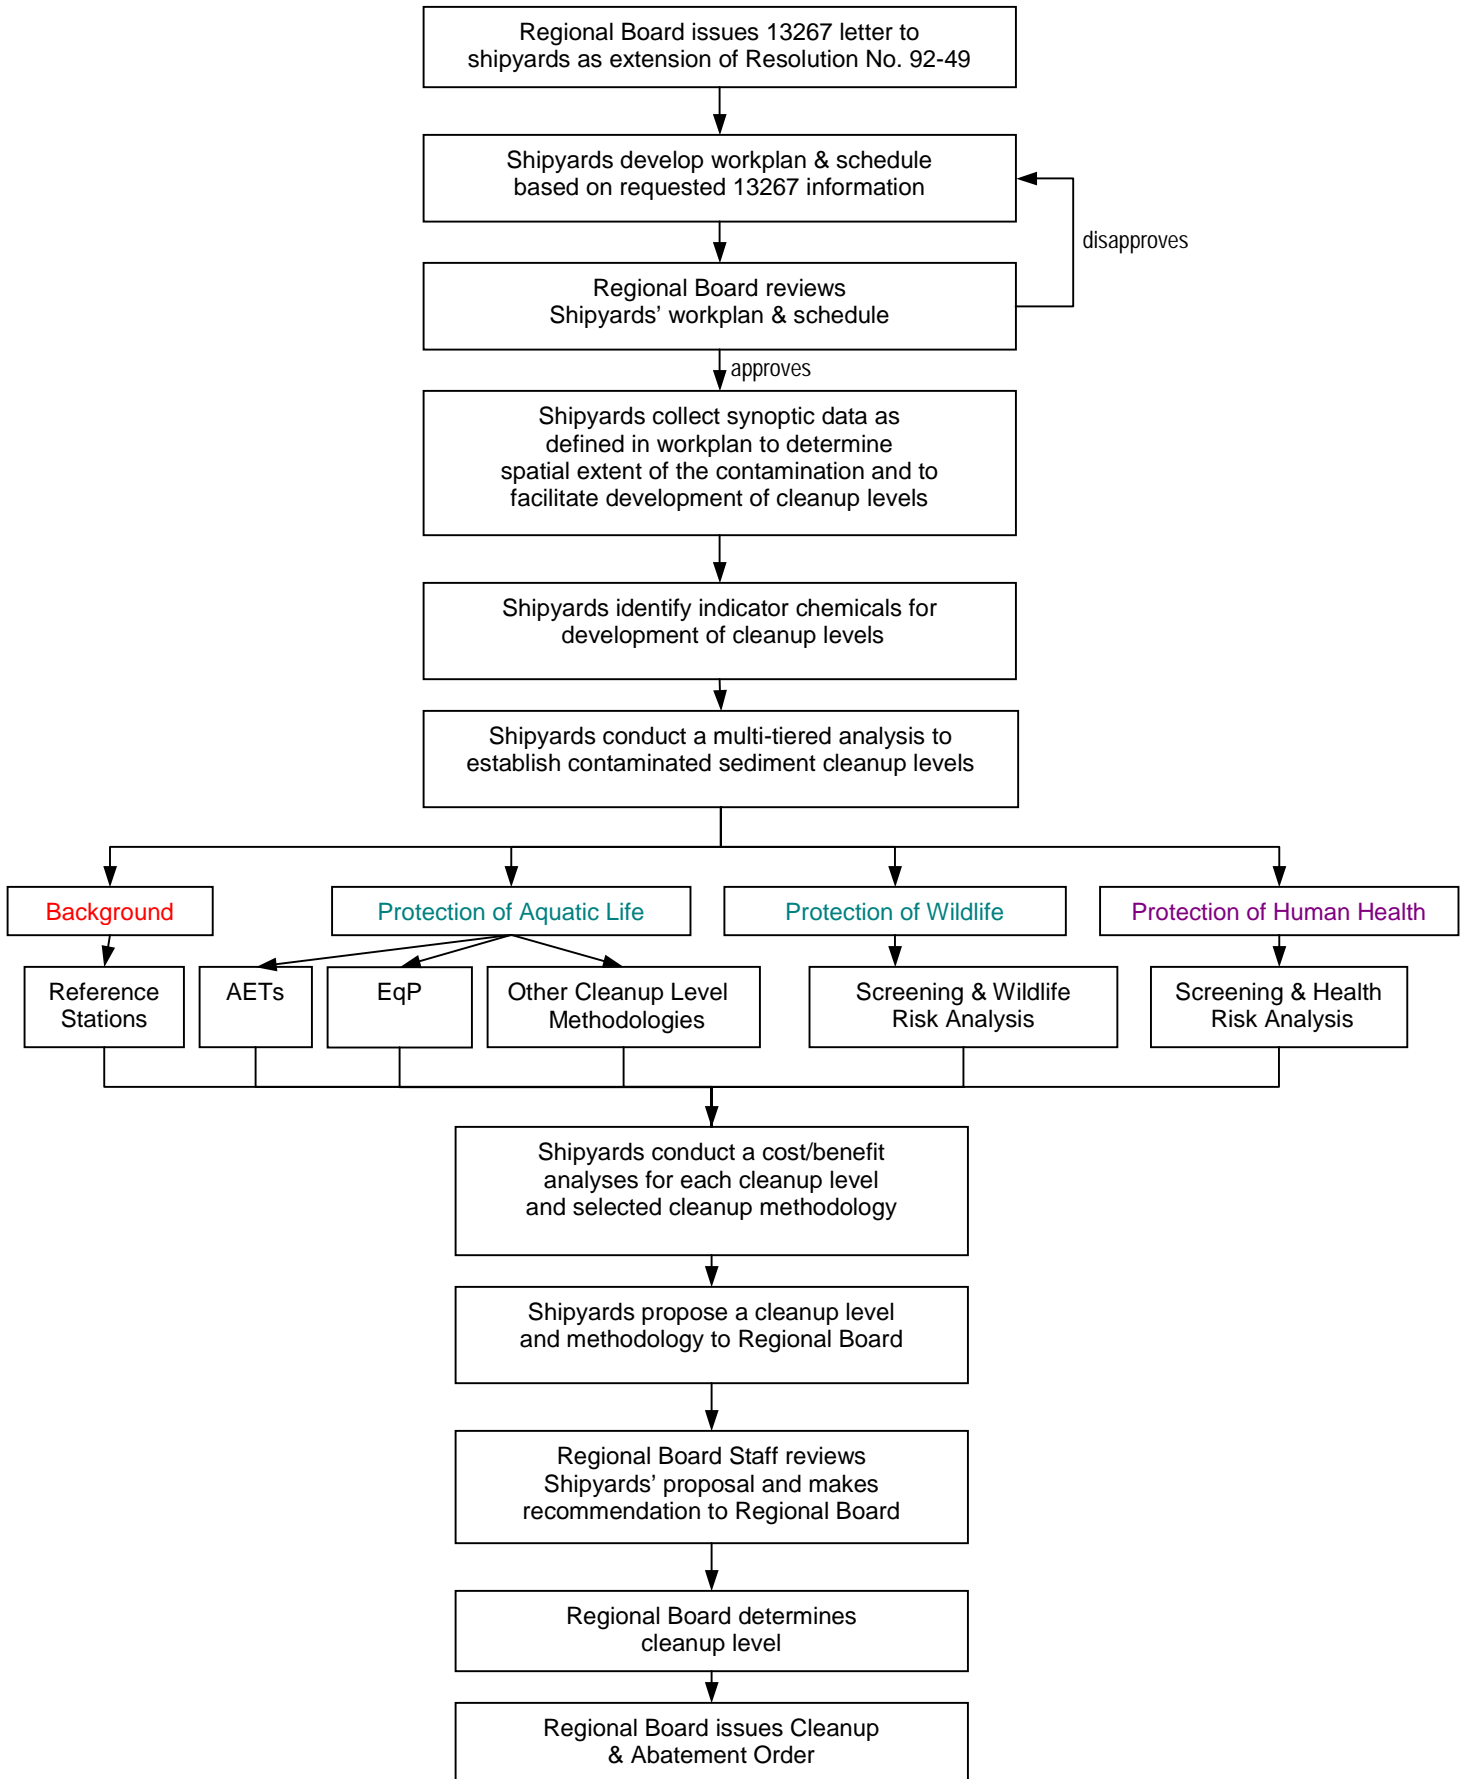 Regional Board issues 13267 letter to
shipyards as extension of Resolution No. 92-49
Shipyards develop workplan & schedule
based on requested 13267 information
disapproves
Regional Board reviews
Shipyards’ workplan & schedule
approves
Shipyards collect synoptic data as
defined in workplan to determine
spatial extent of the contamination and to
facilitate development of cleanup levels
Shipyards identify indicator chemicals for
development of cleanup levels
Shipyards conduct a multi-tiered analysis to
establish contaminated sediment cleanup levels
Background
Protection of Aquatic Life
Protection of Wildlife
Protection of Human Health
Reference
Stations
AETs
EqP
Other Cleanup Level
Methodologies
Screening & Wildlife
Risk Analysis
Screening & Health
Risk Analysis
Shipyards conduct a cost/benefit
analyses for each cleanup level
and selected cleanup methodology
Shipyards propose a cleanup level
and methodology to Regional Board
Regional Board Staff reviews
Shipyards’ proposal and makes
recommendation to Regional Board
Regional Board determines
cleanup level
Regional Board issues Cleanup
& Abatement Order